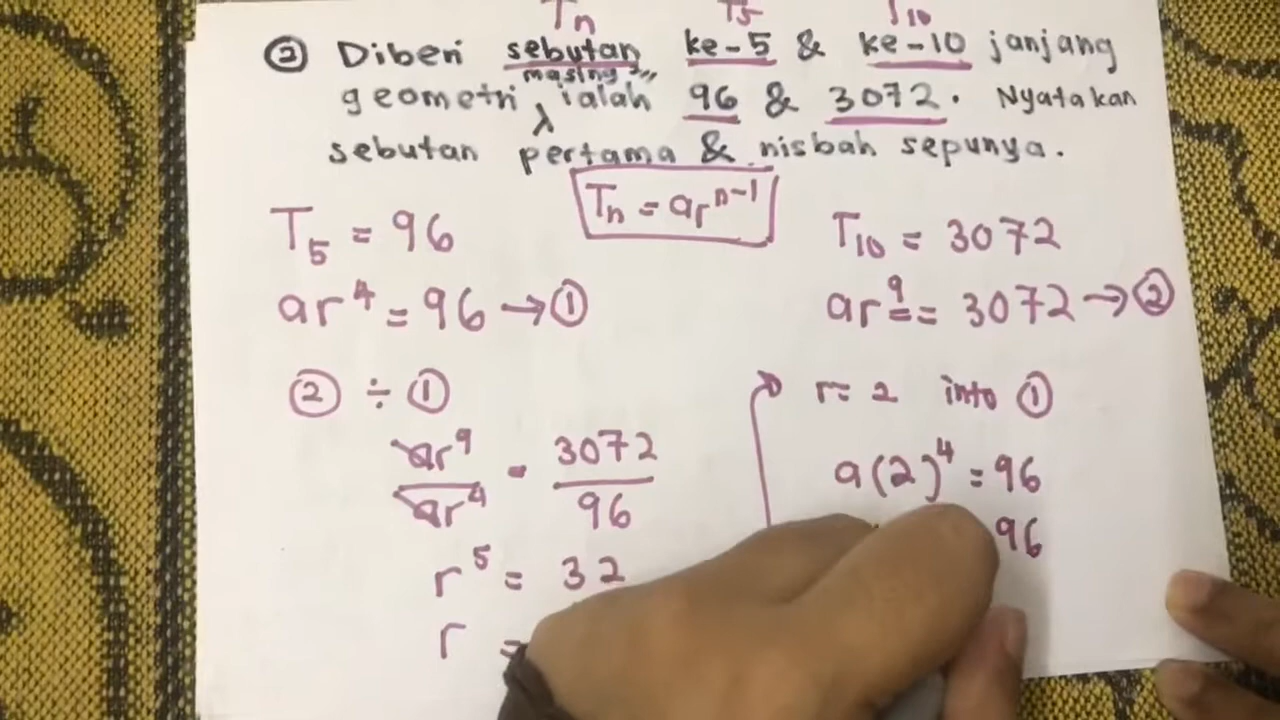 Tn T5 T10
② Diberi sebutan ke-5 & ke-10 janjang
masing²
geometri ialah 96 & 3072. Nyatakan
sebutan pertama & nisbah sepunya.
Tn = ar^(n-1)
T5 = 96
ar^4 = 96 → ①
T10 = 3072
ar^9 = 3072 → ②
② ÷ ①
ar^9/ar^4 = 3072/96
r^5 = 32
r =
r = 2 into ①
a(2)^4 = 96
96